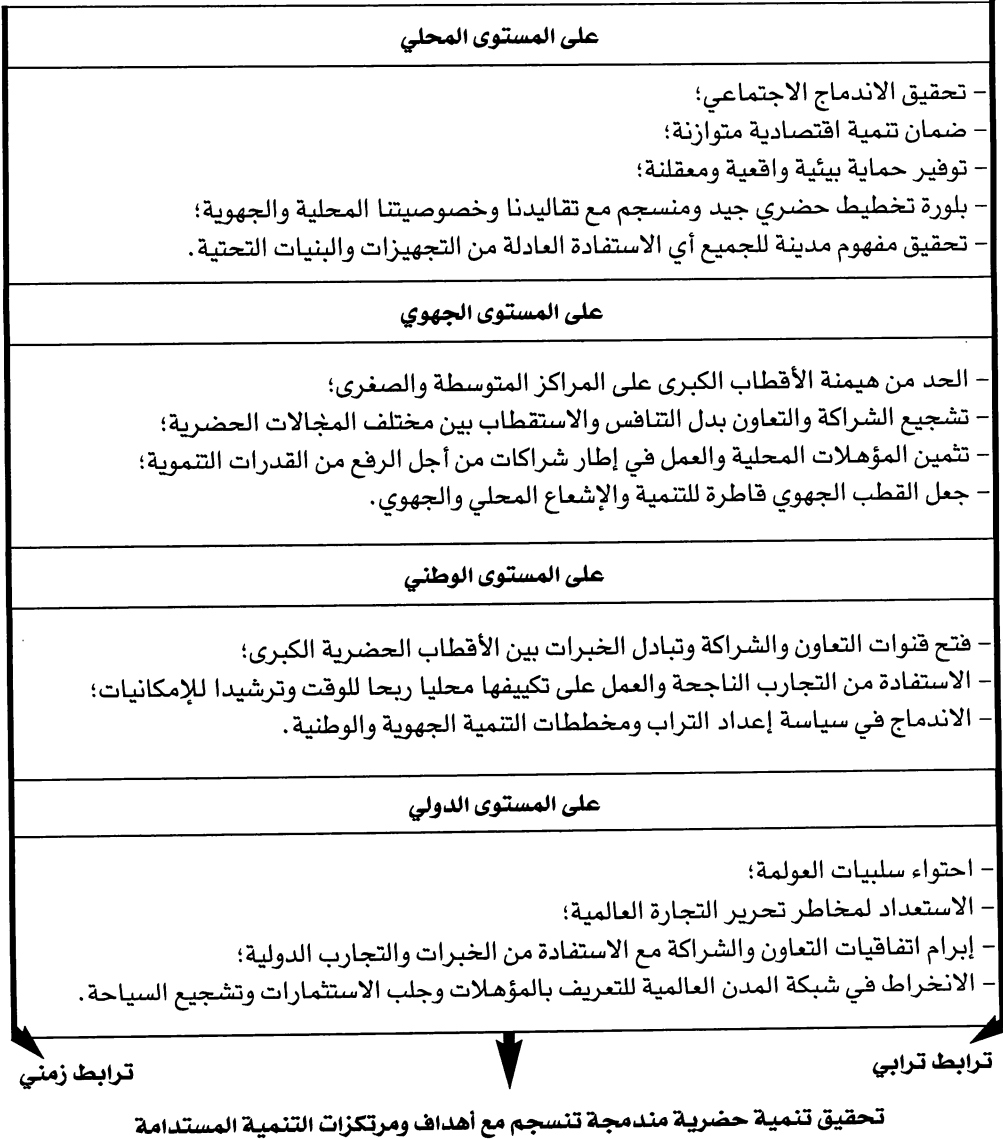 على المستوى المحلي
- تحقيق الاندماج الاجتماعي؛
- ضمان تنمية اقتصادية متوازنة؛
- توفير حماية بيئية واقعية ومعقلنة؛
- بلورة تخطيط حضري جيد ومنسجم مع تقاليدنا وخصوصيتنا المحلية والجهوية؛
- تحقيق مفهوم مدينة للجميع أي الاستفادة العادلة من التجهيزات والبنيات التحتية.
على المستوى الجهوي
- الحد من هيمنة الأقطاب الكبرى على المراكز المتوسطة والصغرى؛
- تشجيع الشراكة والتعاون بدل التنافس والاستقطاب بين مختلف المجالات الحضرية؛
- تثمين المؤهلات المحلية والعمل في إطار شراكات من أجل الرفع من القدرات التنموية؛
- جعل القطب الجهوي قاطرة للتنمية والإشعاع المحلي والجهوي.
على المستوى الوطني
- فتح قنوات التعاون والشراكة وتبادل الخبرات بين الأقطاب الحضرية الكبرى؛
- الاستفادة من التجارب الناجحة والعمل على تكييفها محليا ربحا للوقت وترشيدا للإمكانيات؛
- الاندماج في سياسة إعداد التراب ومخططات التنمية الجهوية والوطنية.
على المستوى الدولي
- احتواء سلبيات العولمة؛
- الاستعداد لمخاطر تحرير التجارة العالمية؛
- إبرام اتفاقيات التعاون والشراكة مع الاستفادة من الخبرات والتجارب الدولية؛
- الانخراط في شبكة المدن العالمية للتعريف بالمؤهلات وجلب الاستثمارات وتشجيع السياحة.
ترابط ترابي
ترابط زمني
تحقيق تنمية حضرية مندمجة تنسجم مع أهداف ومرتكزات التنمية المستدامة